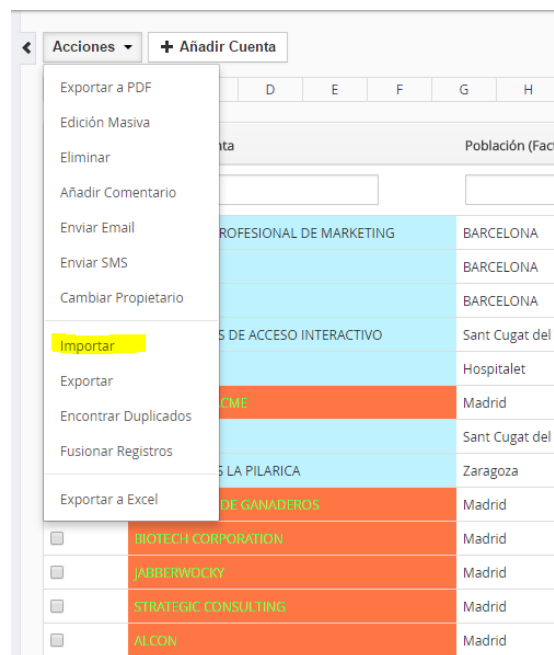 Acciones + Añadir Cuenta
Exportar a PDF
D E F G H
Edición Masiva
Eliminar
Población (Fact
Añadir Comentario
Enviar Email
DE MARKETING BARCELONA
Enviar SMS
BARCELONA
Cambiar Propietario
BARCELONA
Importar
DE ACCESO INTERACTIVO Sant Cugat del
Exportar
Hospitalet
ACME Madrid
Encontrar Duplicados
Sant Cugat del
Fusionar Registros
LA PILARICA Zaragoza
Exportar a Excel
DE GANADEROS Madrid
BIOTECH CORPORATION Madrid
JABBERWOCKY Madrid
STRATEGIC CONSULTING Madrid
ALCON Madrid